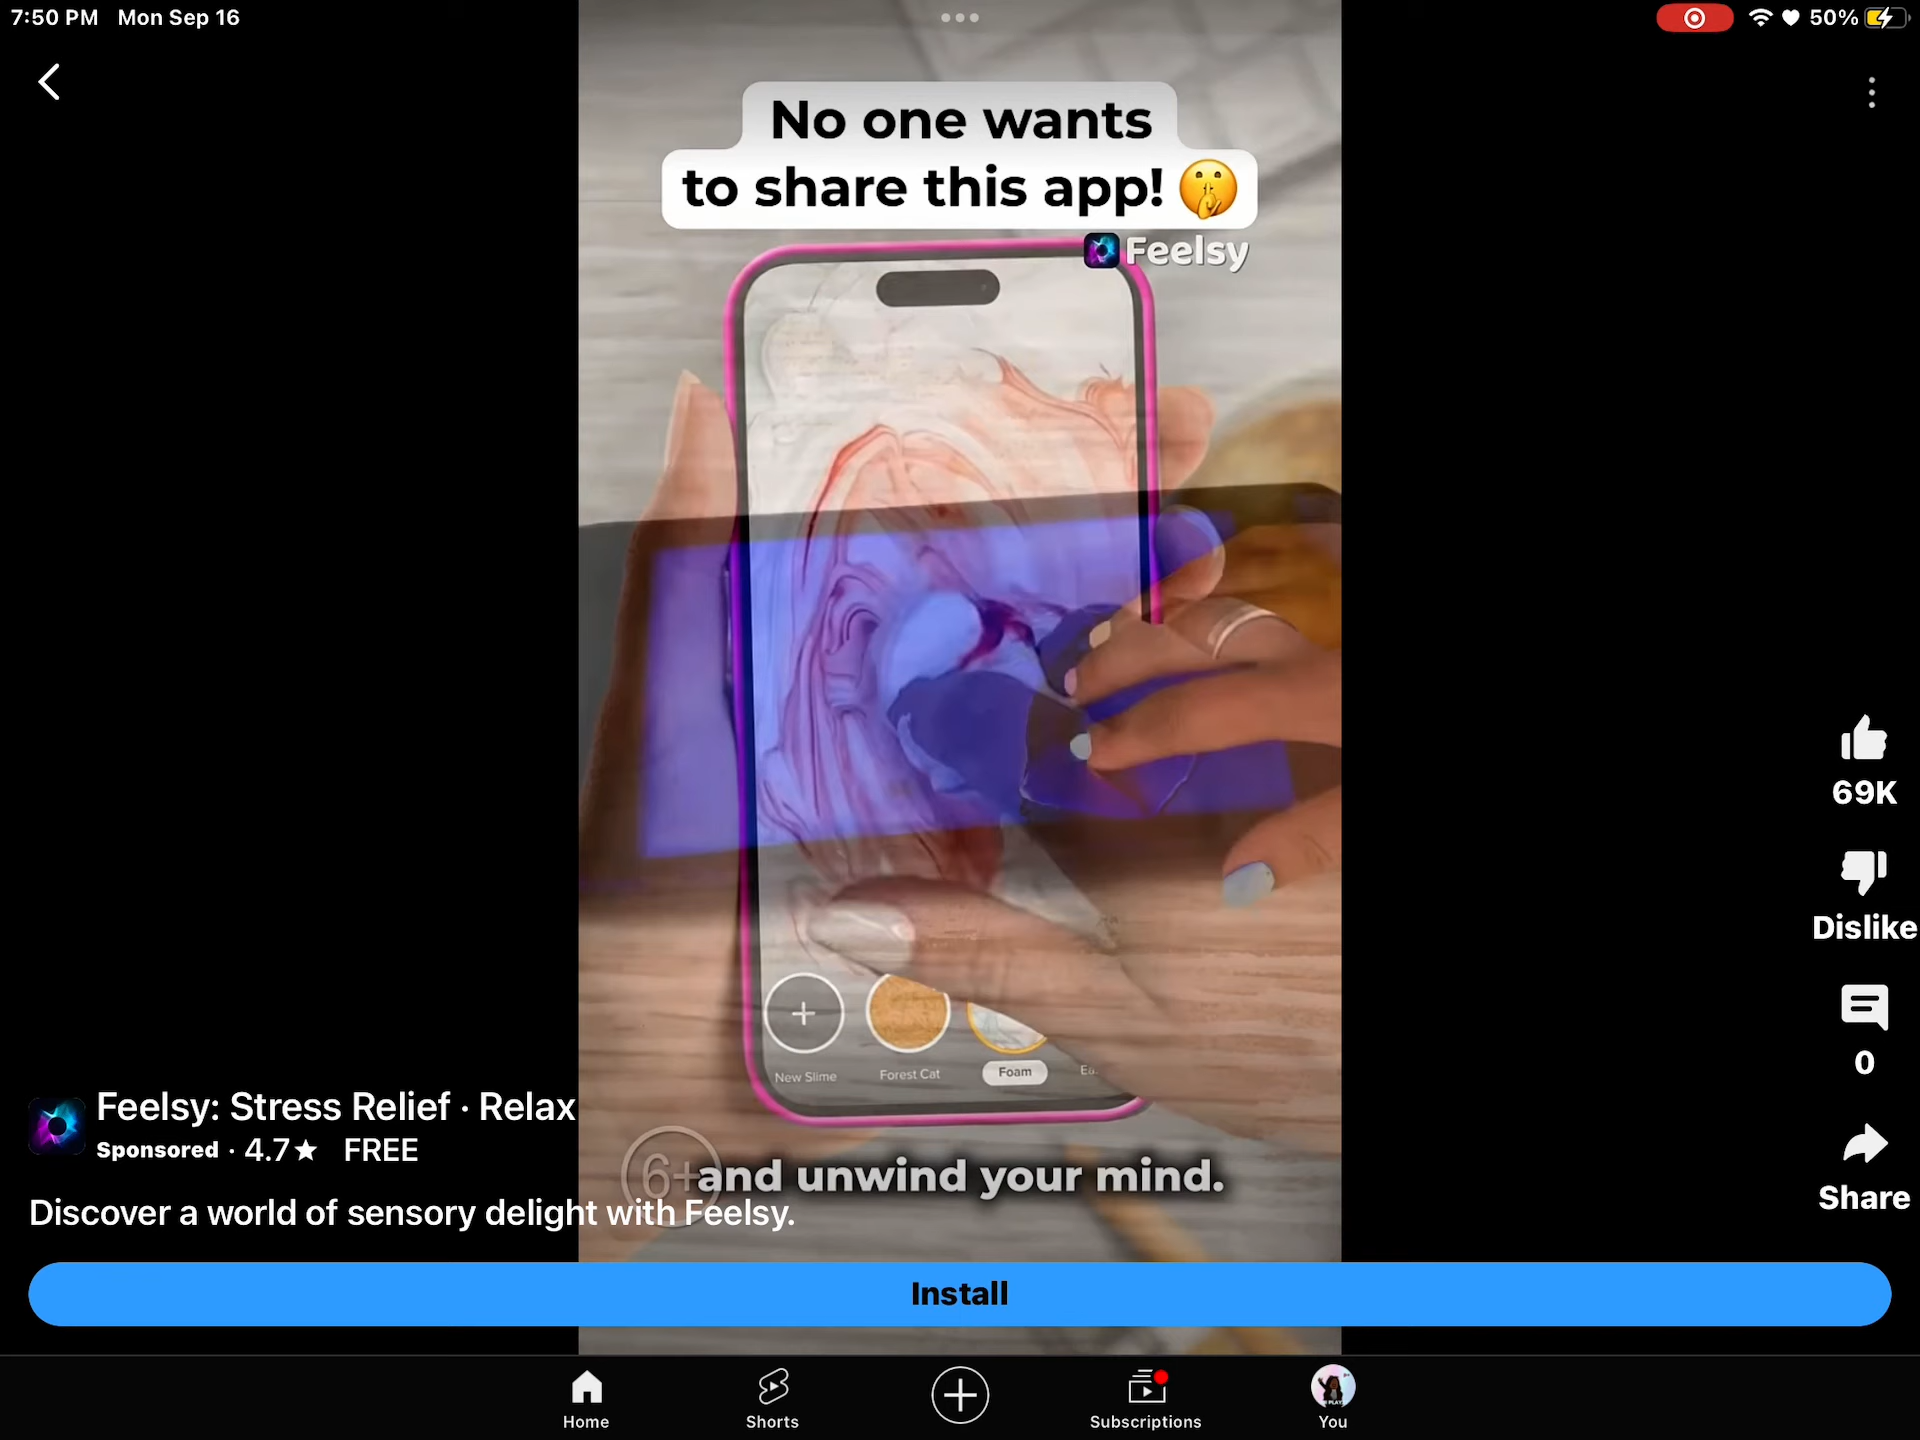 7:50 PM Mon Sep 16
50%
No one wants
to share this app! 🤫
Feelsy
New Slime
Forest Cat
Foam
6+
and unwind your mind.
Feelsy: Stress Relief · Relax
Sponsored · 4.7★ FREE
Discover a world of sensory delight with Feelsy.
69K
Dislike
0
Share
Install
Home
Shorts
Subscriptions
You